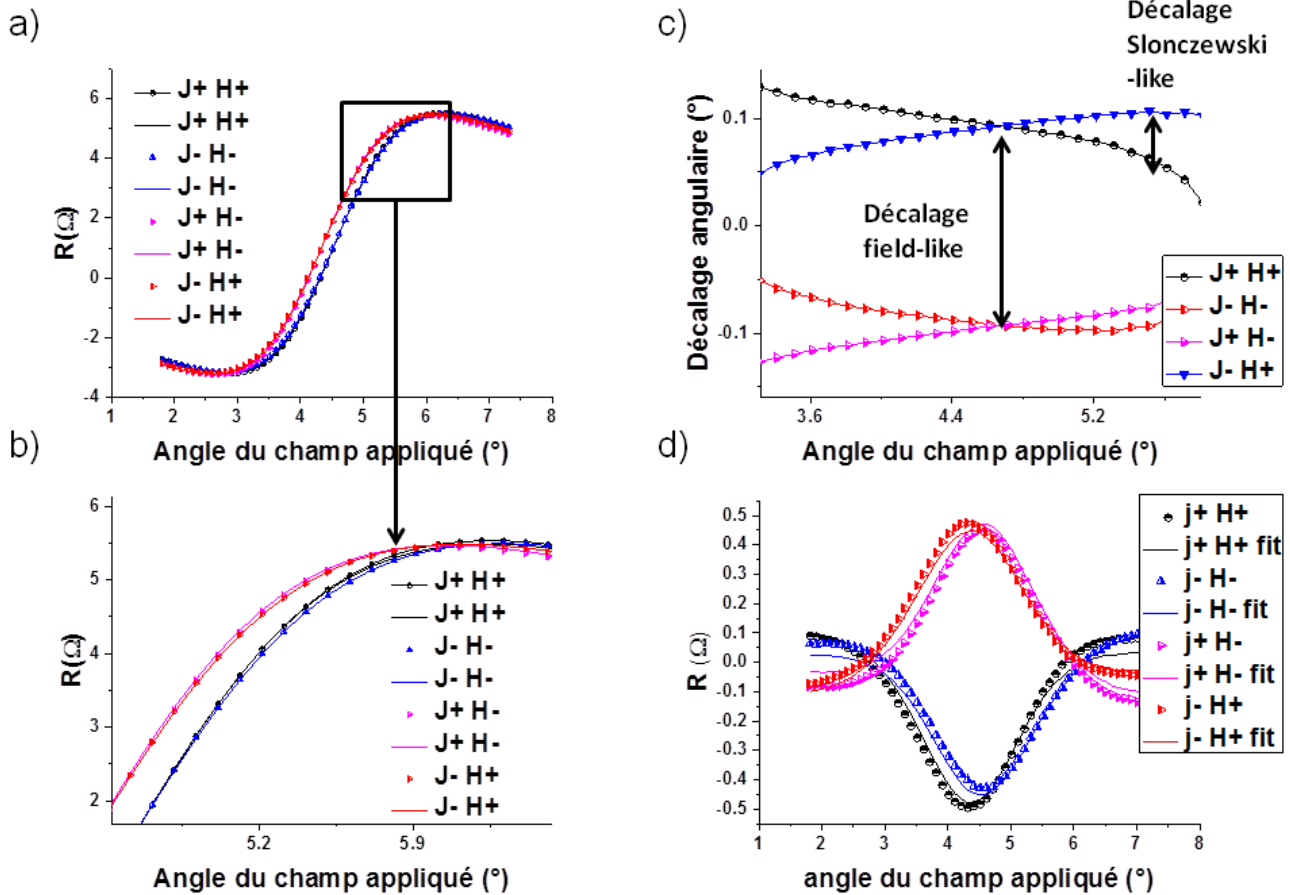 a)
R(Ω)
6
4
2
0
-2
-4
1 2 3 4 5 6 7 8
Angle du champ appliqué (°)
J+ H+
J+ H+
J- H-
J- H-
J+ H-
J+ H-
J- H+
J- H+
b)
R(Ω)
6
5
4
3
2
5.2 5.9
Angle du champ appliqué (°)
J+ H+
J+ H+
J- H-
J- H-
J+ H-
J+ H-
J- H+
J- H+
c)
Décalage
Slonczewski
-like
Décalage angulaire (°)
0.1
0.0
-0.1
Décalage
field-like
J+ H+
J- H-
J+ H-
J- H+
3.6 4.4 5.2
Angle du champ appliqué (°)
d)
R (Ω)
0.5
0.4
0.3
0.2
0.1
0.0
-0.1
-0.2
-0.3
-0.4
-0.5
1 2 3 4 5 6 7 8
angle du champ appliqué (°)
j+ H+
j+ H+ fit
j- H-
j- H- fit
j+ H-
j+ H- fit
j- H+
j- H+ fit